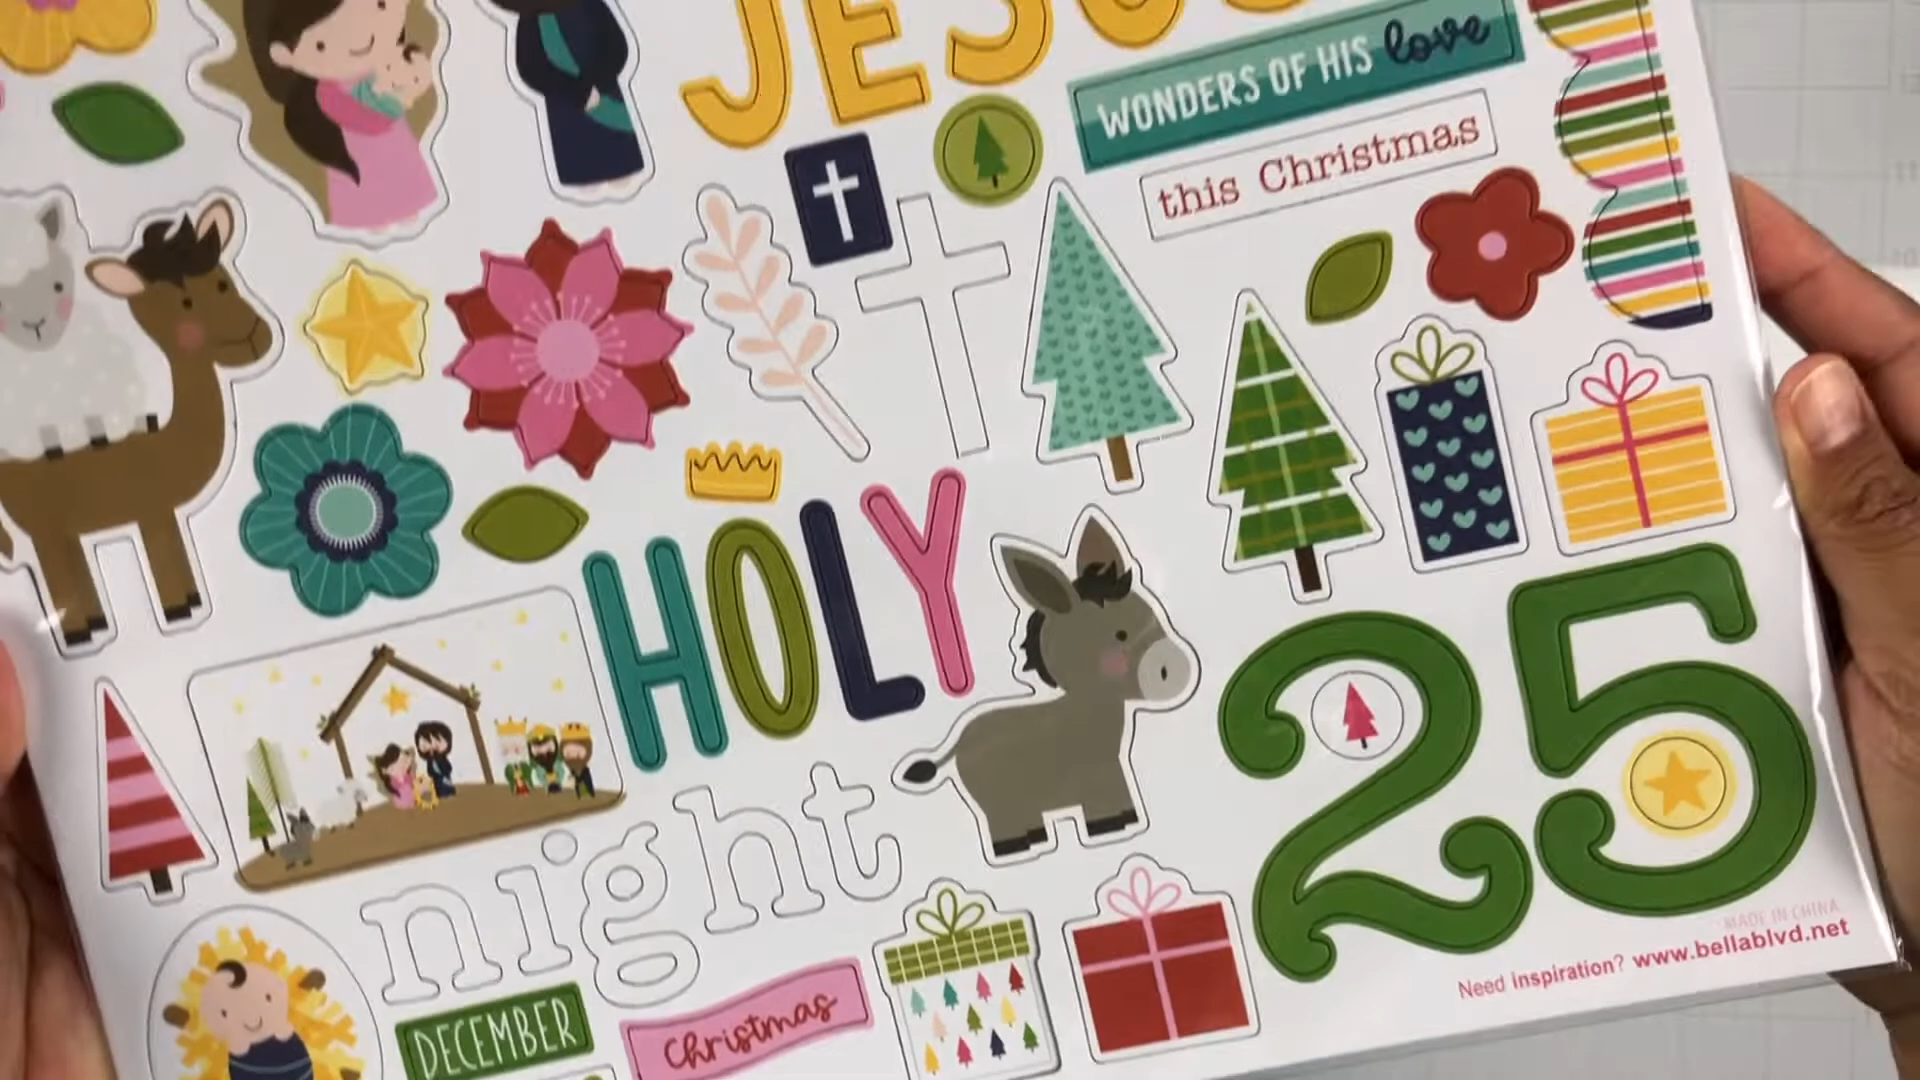 JESUS
WONDERS OF HIS love
this Christmas
HOLY
night
25
DECEMBER
Christmas
MADE IN CHINA
Need inspiration? www.bellablvd.net